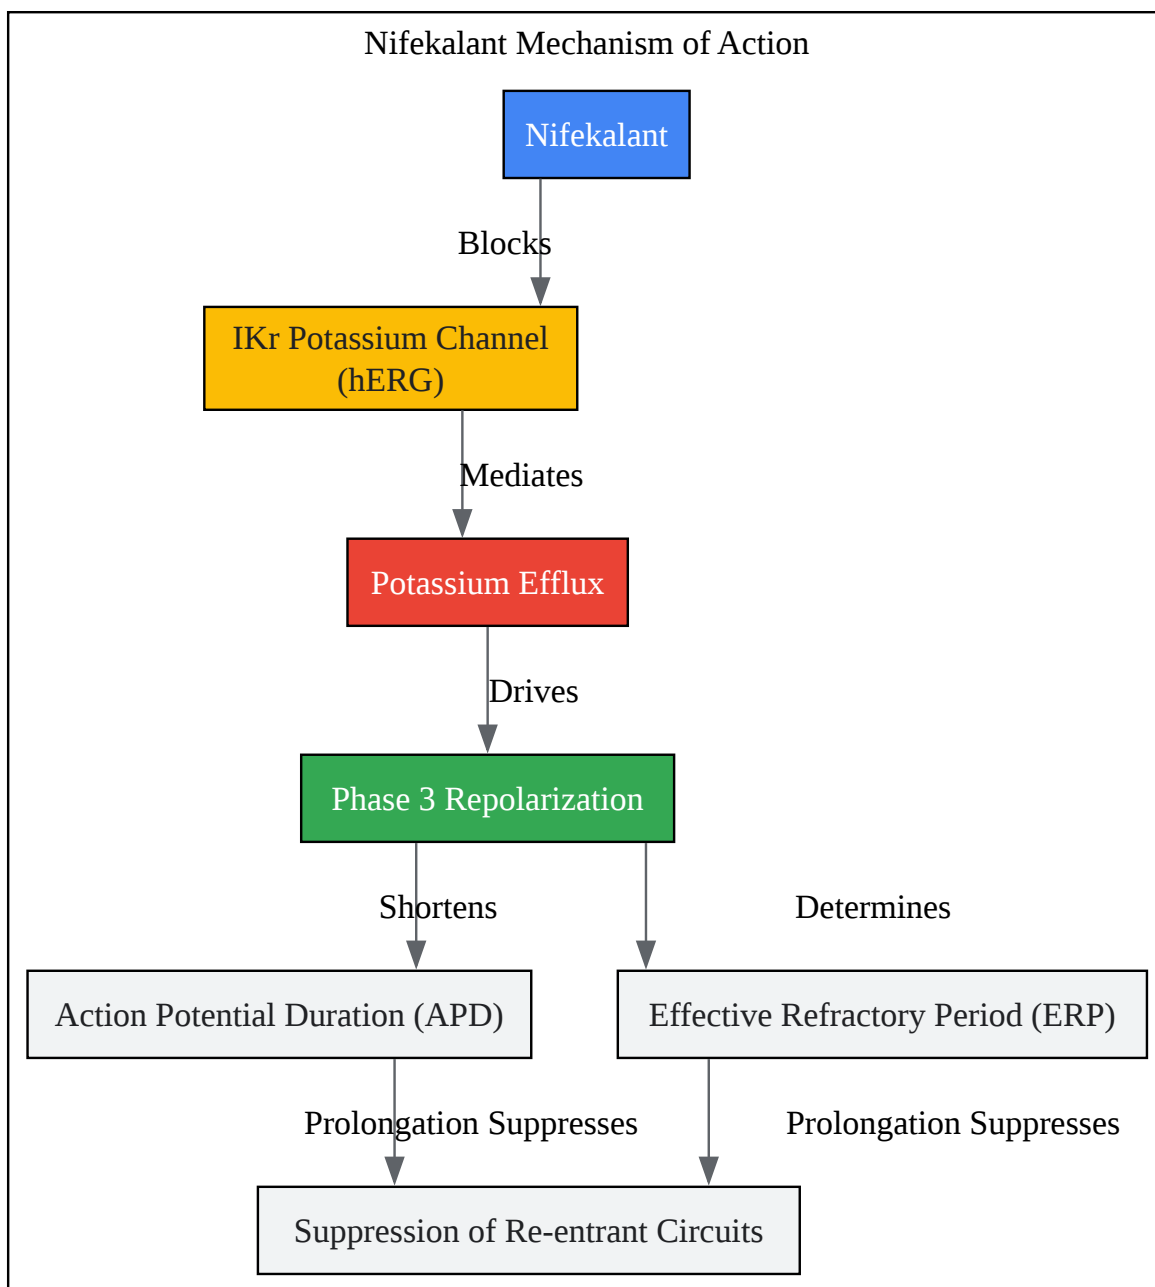 Nifekalant Mechanism of Action
Nifekalant
Blocks
IKr Potassium Channel
(hERG)
Mediates
Potassium Efflux
Drives
Phase 3 Repolarization
Shortens
Determines
Action Potential Duration (APD)
Effective Refractory Period (ERP)
Prolongation Suppresses
Prolongation Suppresses
Suppression of Re-entrant Circuits